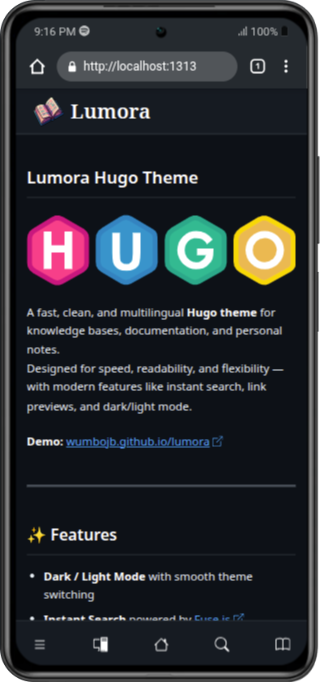 9:16 PM
100%
http://localhost:1313
1
Lumora
Lumora Hugo Theme
HUGO
A fast, clean, and multilingual Hugo theme for
knowledge bases, documentation, and personal
notes.
Designed for speed, readability, and flexibility —
with modern features like instant search, link
previews, and dark/light mode.
Demo: wumbojb.github.io/lumora
✨ Features
• Dark / Light Mode with smooth theme
switching
• Instant Search powered by Fuse.js